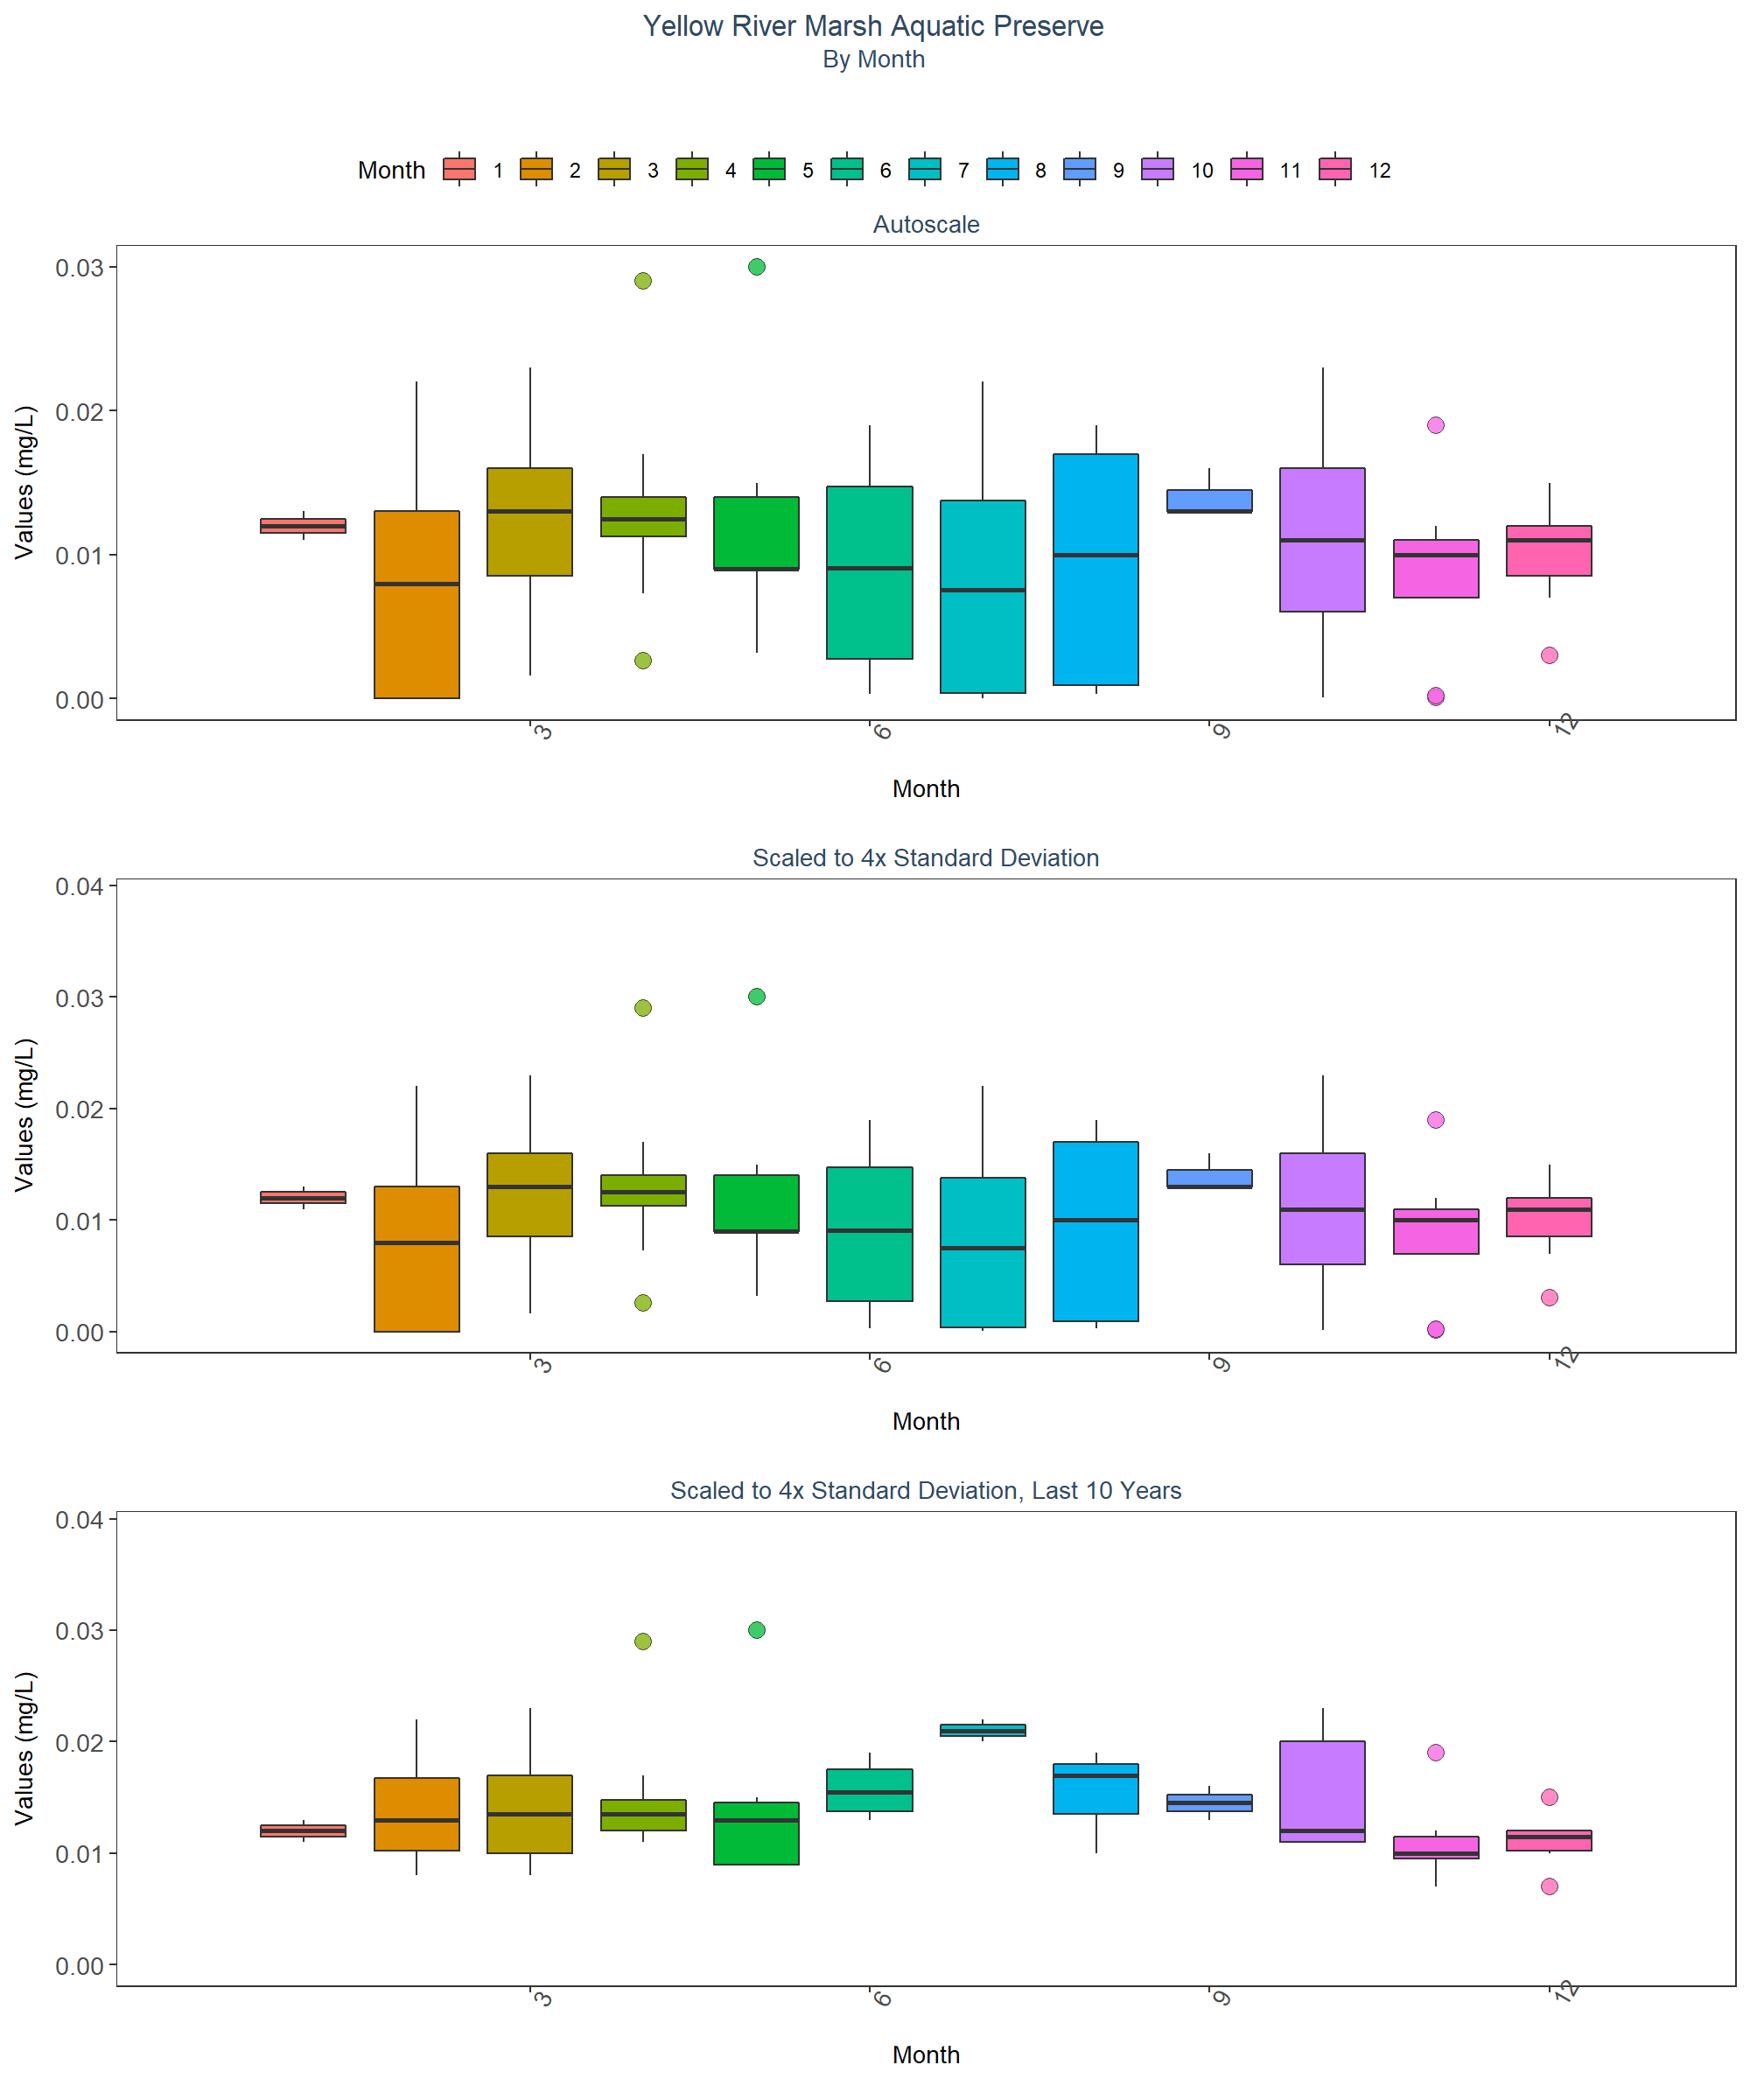 Yellow River Marsh Aquatic Preserve
By Month
Month 1 2 3 4 5 6 7 8 9 10 11 12
Autoscale
0.03
0.02
0.01
0.00
Values (mg/L)
3 6 9 12
Month
Scaled to 4x Standard Deviation
0.04
0.03
0.02
0.01
0.00
Values (mg/L)
3 6 9 12
Month
Scaled to 4x Standard Deviation, Last 10 Years
0.04
0.03
0.02
0.01
0.00
Values (mg/L)
3 6 9 12
Month